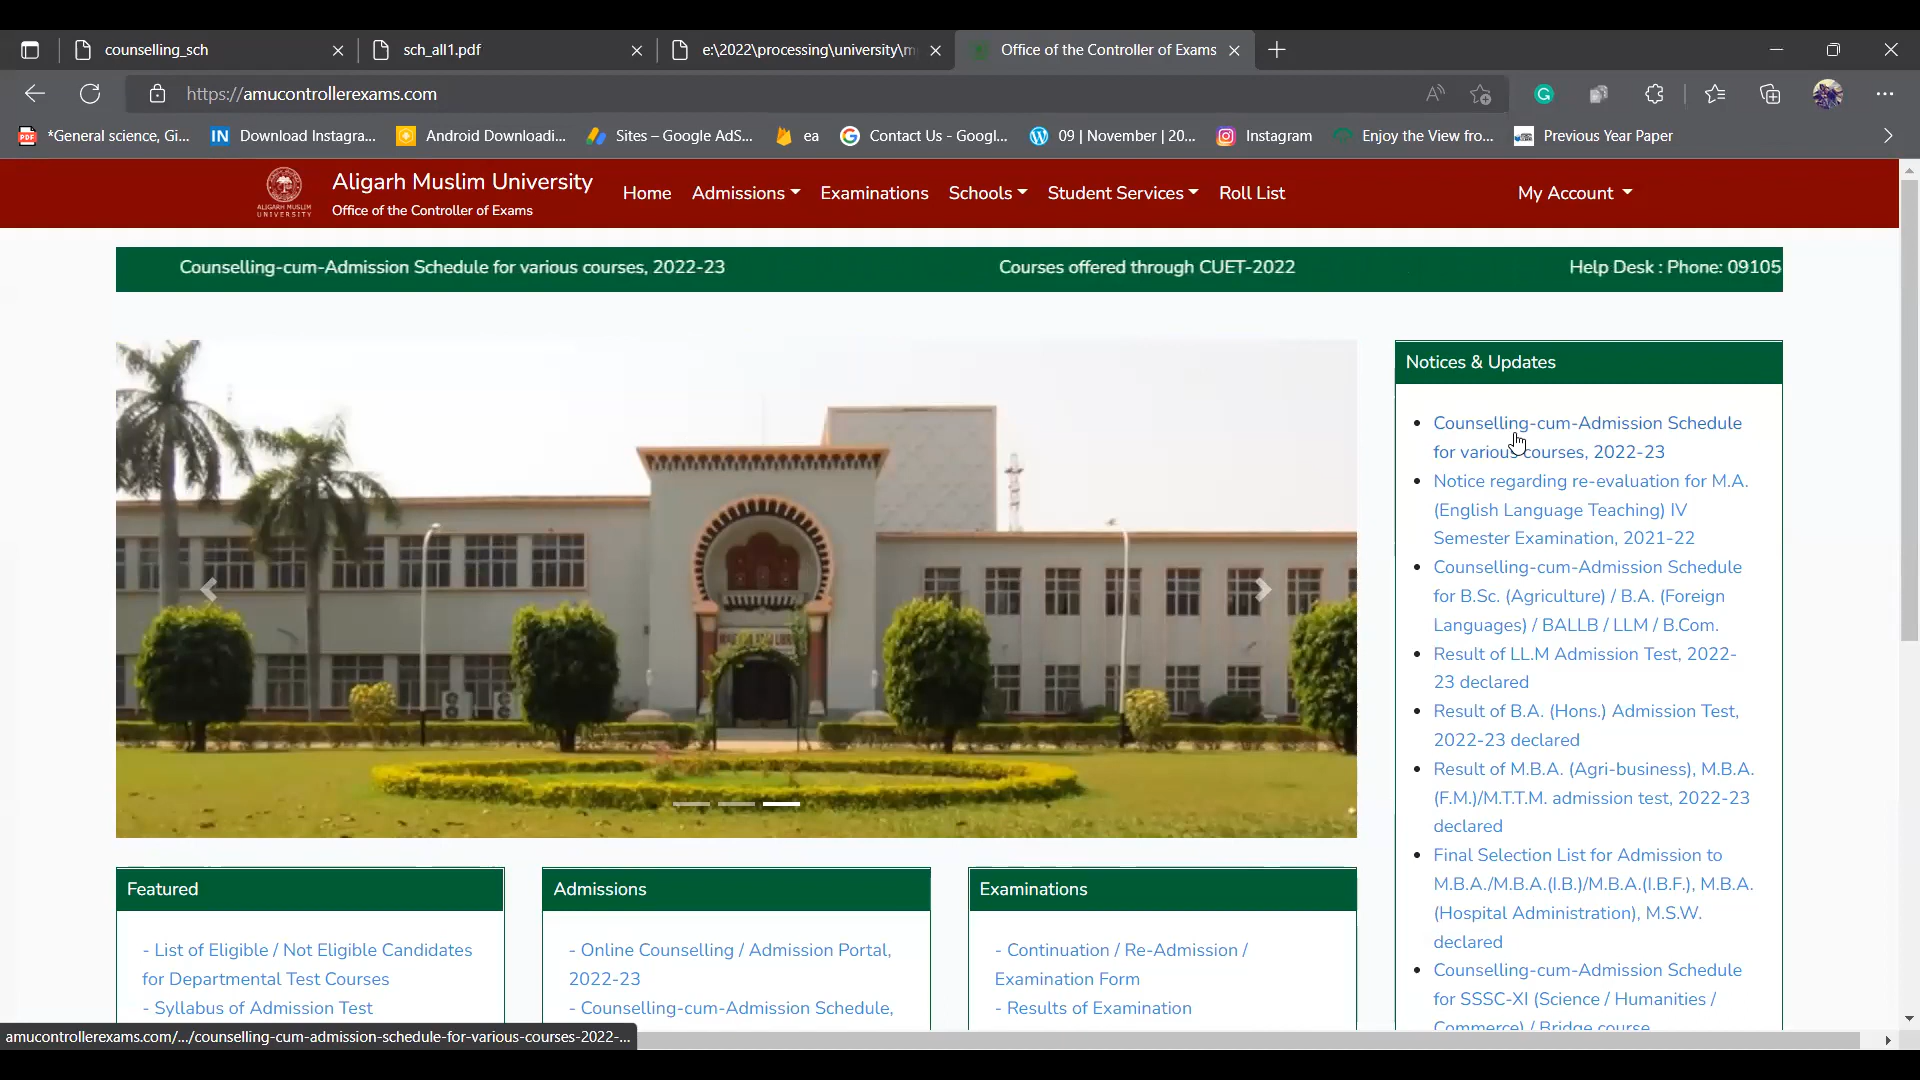 counselling_sch
sch_all1.pdf
e:\2022\processing\university\m
Office of the Controller of Exams
https://amucontrollerexams.com
*General science, Gi...
Download Instagra...
Android Downloadi...
Sites – Google AdS...
ea
Contact Us - Googl...
09 | November | 20...
Instagram
Enjoy the View fro...
Previous Year Paper
ALIGARH MUSLIM
UNIVERSITY
Aligarh Muslim University
Office of the Controller of Exams
Home
Admissions
Examinations
Schools
Student Services
Roll List
My Account
Counselling-cum-Admission Schedule for various courses, 2022-23
Courses offered through CUET-2022
Help Desk : Phone: 09105
Notices & Updates
Counselling-cum-Admission Schedule
for various courses, 2022-23
Notice regarding re-evaluation for M.A.
(English Language Teaching) IV
Semester Examination, 2021-22
Counselling-cum-Admission Schedule
for B.Sc. (Agriculture) / B.A. (Foreign
Languages) / BALLB / LLM / B.Com.
Result of LL.M Admission Test, 2022-
23 declared
Result of B.A. (Hons.) Admission Test,
2022-23 declared
Result of M.B.A. (Agri-business), M.B.A.
(F.M.)/M.T.T.M. admission test, 2022-23
declared
Final Selection List for Admission to
M.B.A./M.B.A.(I.B.)/M.B.A.(I.B.F.), M.B.A.
(Hospital Administration), M.S.W.
declared
Counselling-cum-Admission Schedule
for SSSC-XI (Science / Humanities /
Commerce) / Bridge course
Featured
- List of Eligible / Not Eligible Candidates
for Departmental Test Courses
- Syllabus of Admission Test
Admissions
- Online Counselling / Admission Portal,
2022-23
- Counselling-cum-Admission Schedule,
Examinations
- Continuation / Re-Admission /
Examination Form
- Results of Examination
amucontrollerexams.com/.../counselling-cum-admission-schedule-for-various-courses-2022-...